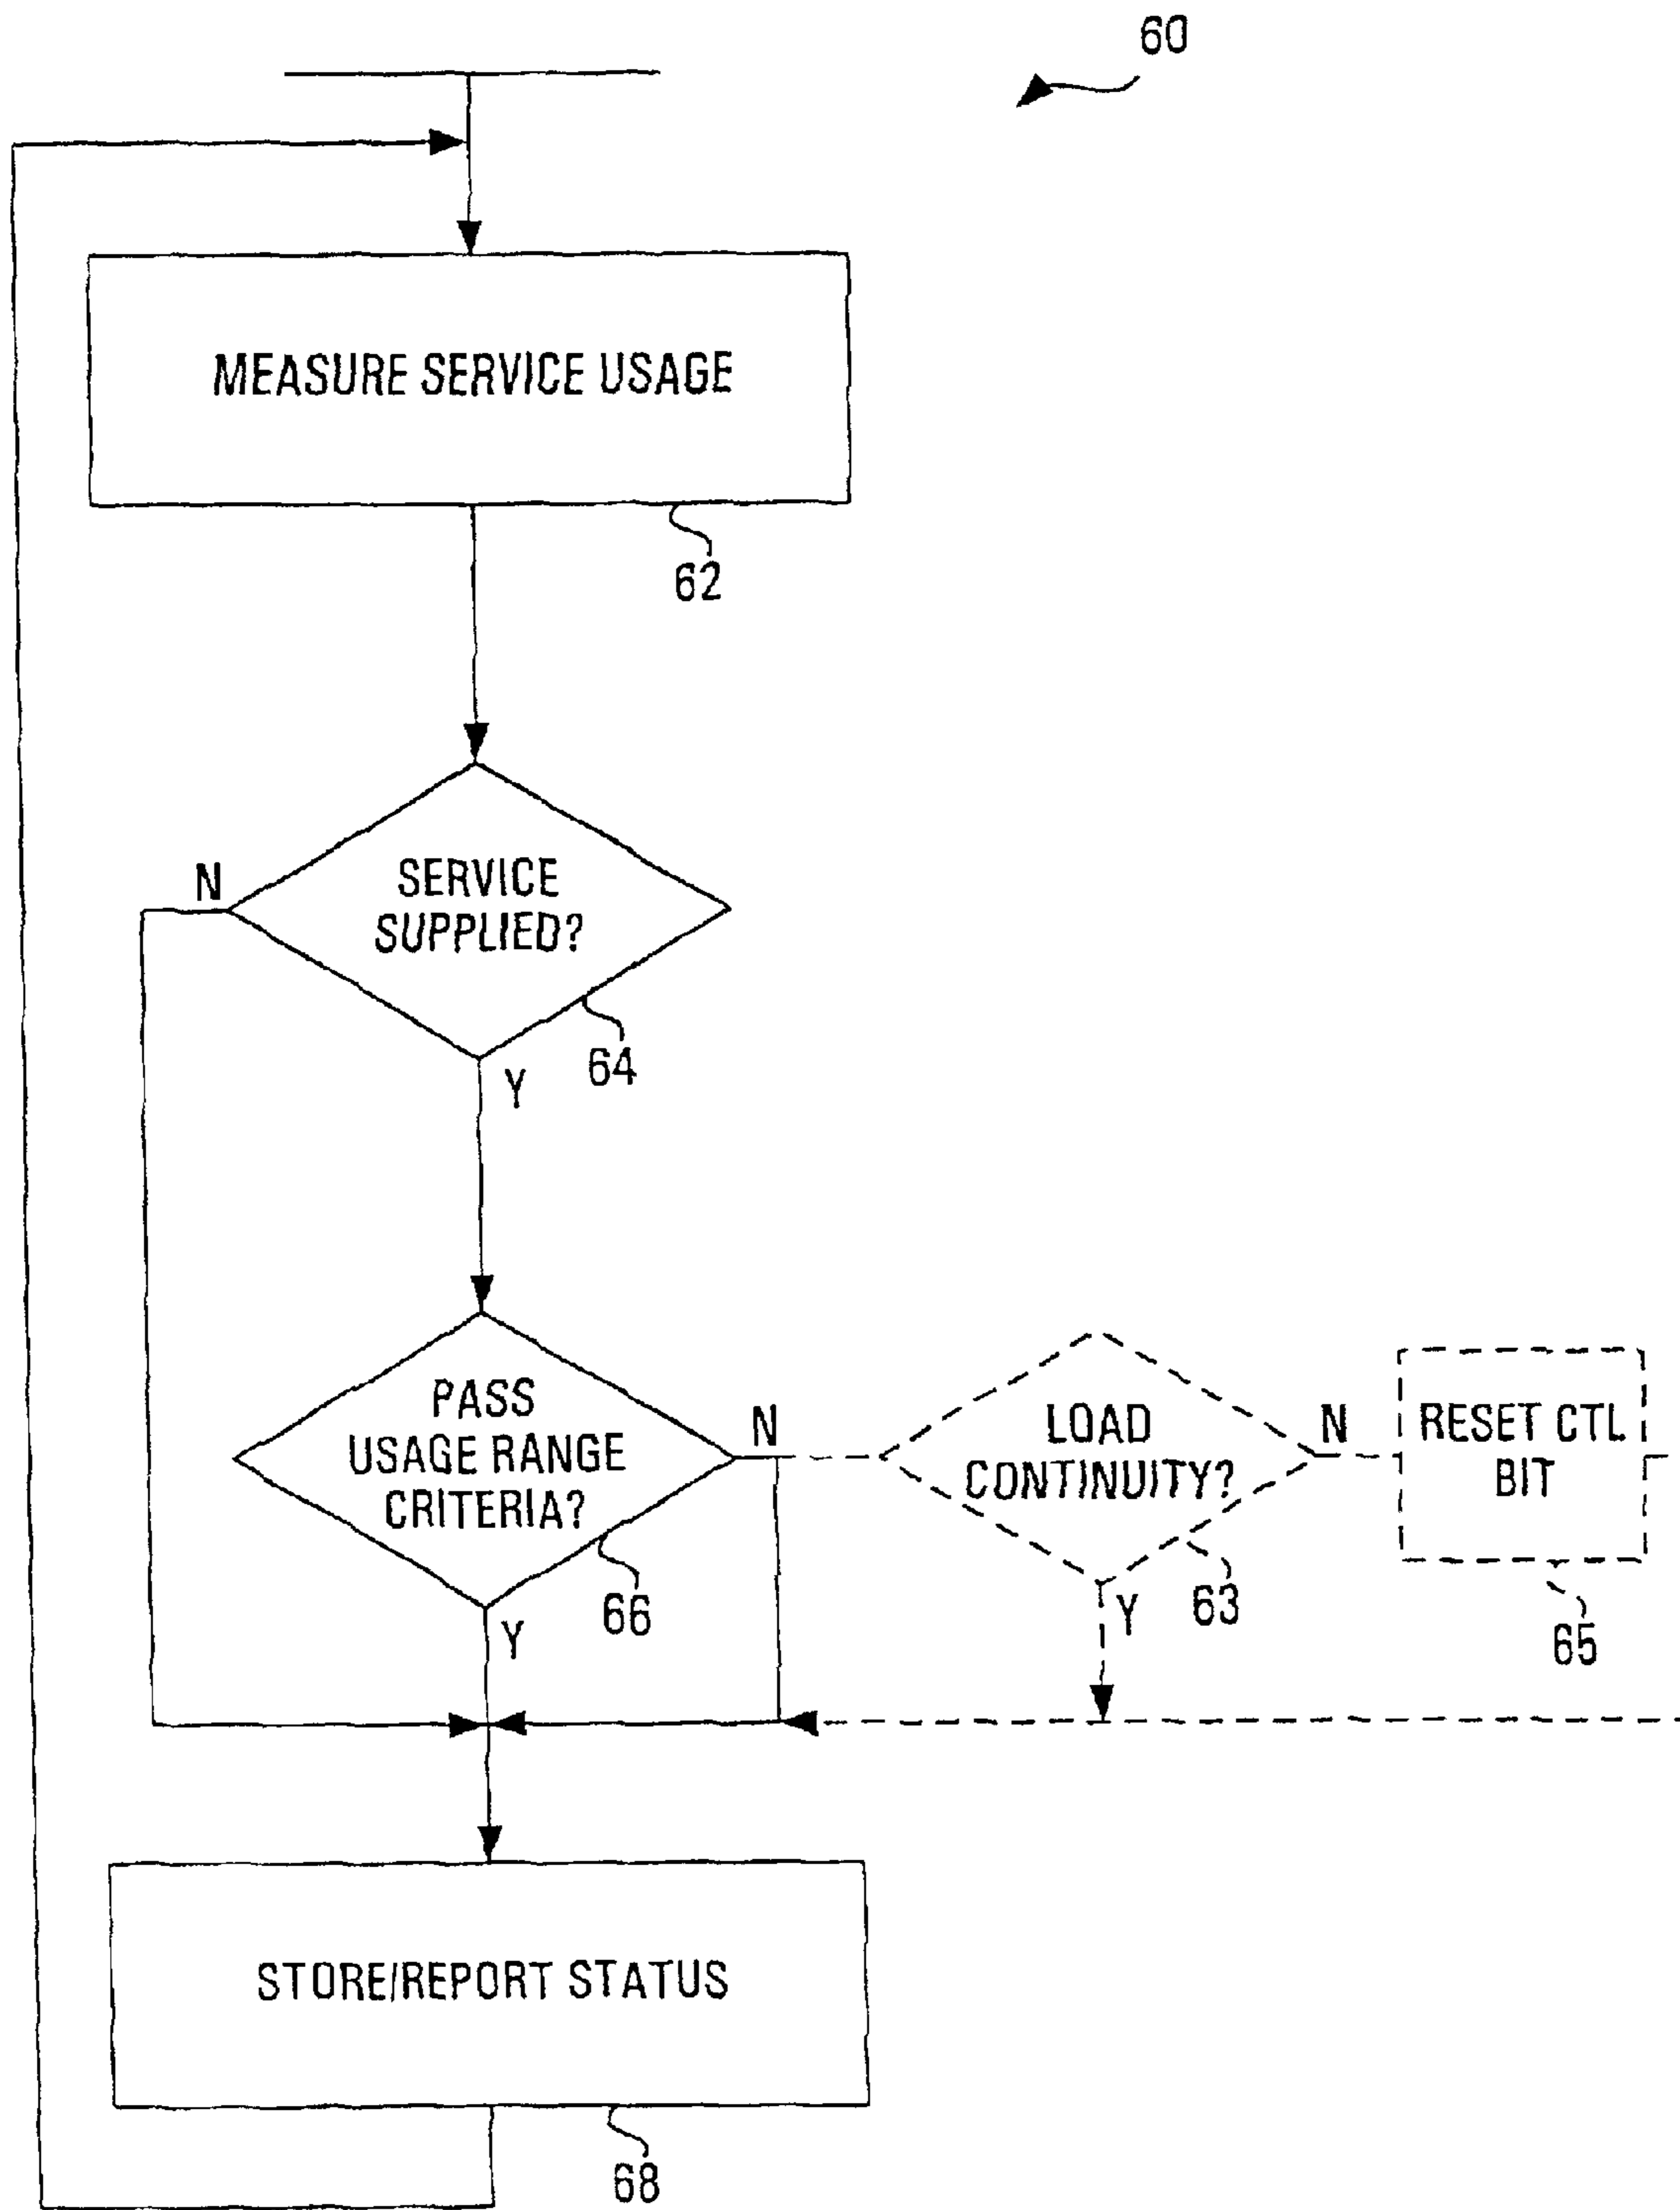 60
MEASURE SERVICE USAGE
62
N
SERVICE
SUPPLIED?
64
Y
PASS
USAGE RANGE
CRITERIA?
N
66
Y
LOAD
CONTINUITY?
N
63
Y
RESET CTL
BIT
65
STORE/REPORT STATUS
68